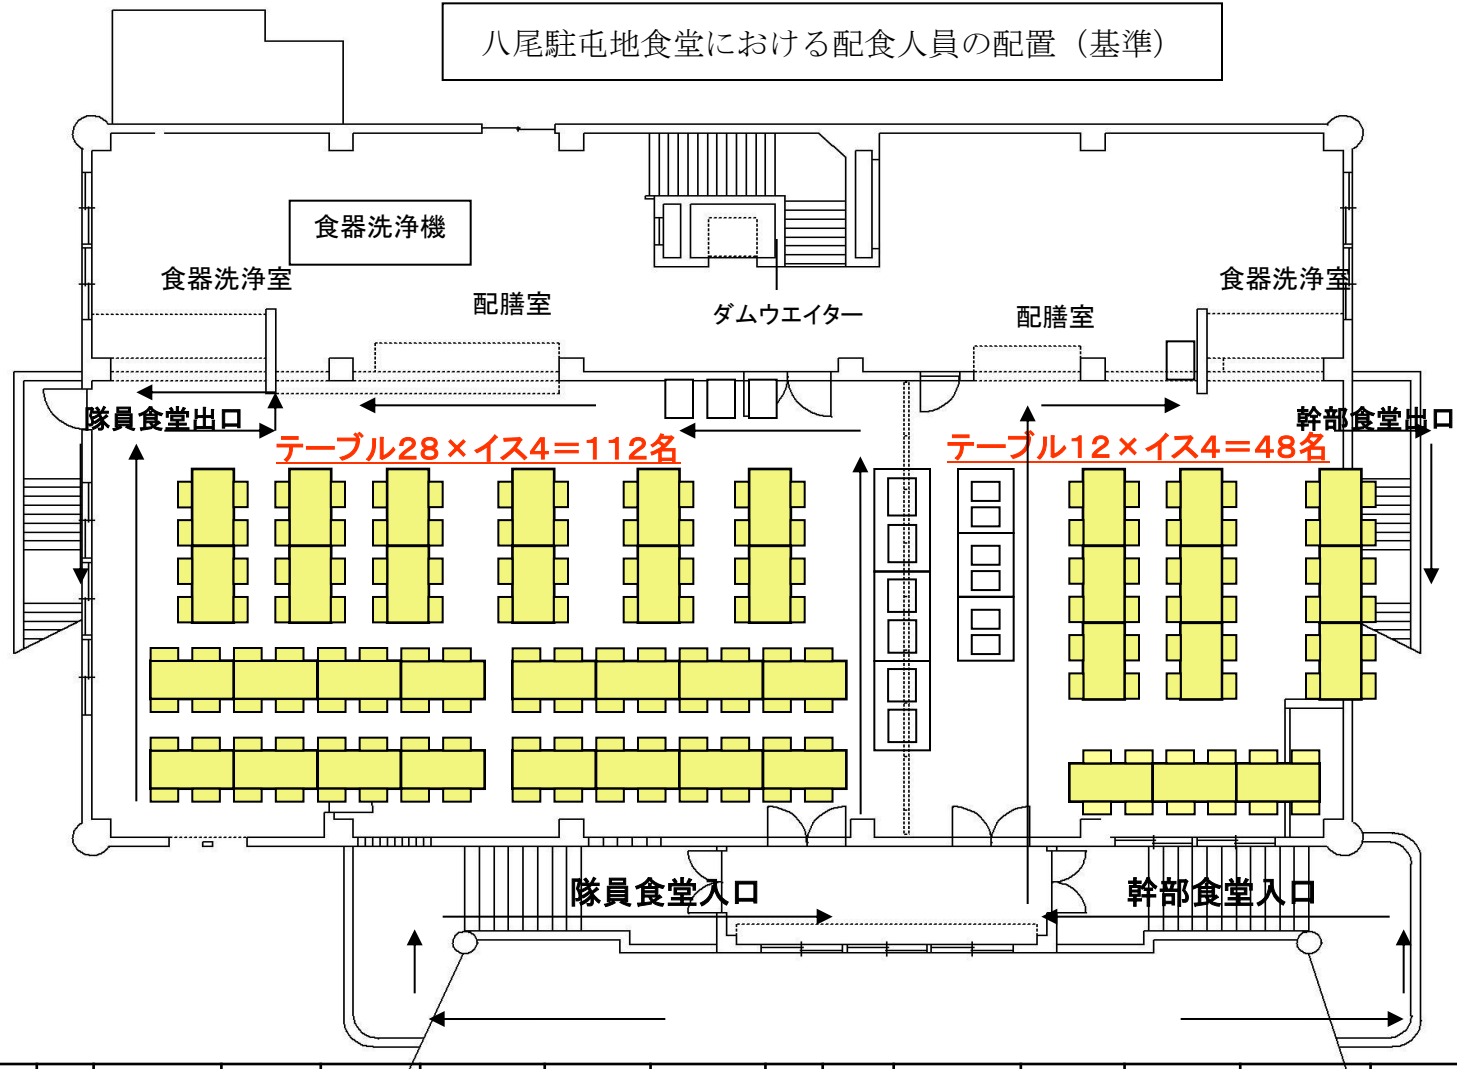 八尾駐屯地食堂における配食人員の配置（基準）
食器洗浄機
食器洗浄室
配膳室
ダムウエイター
配膳室
食器洗浄室
隊員食堂出口
幹部食堂出口
テーブル28×イス4＝112名
テーブル12×イス4＝48名
隊員食堂入口
幹部食堂入口